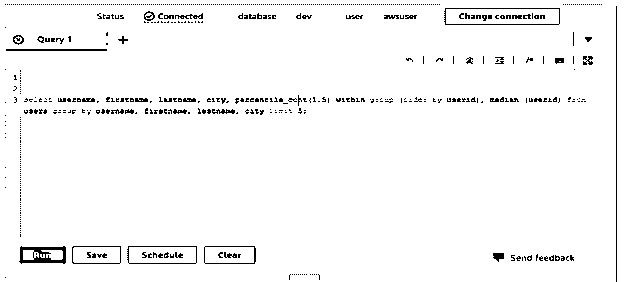 Status Connected database dev user awsuser Change connection
Query 1 +
1
2
3 select username, firstname, lastname, city, percentile_cont(1.5) within group (order by userid), median (userid) from
users group by username, firstname, lastname, city limit 5;
Run Save Schedule Clear Send feedback